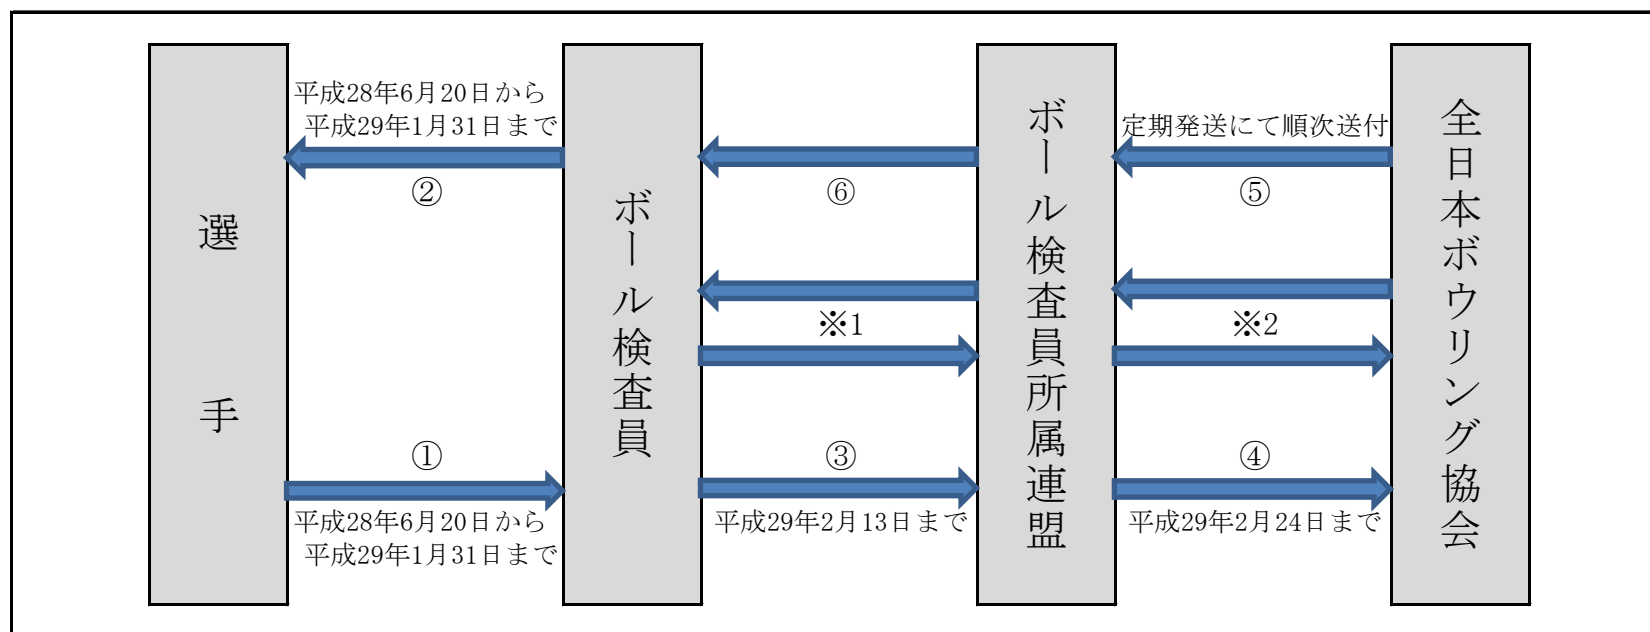 選手
平成28年6月20日から
平成29年1月31日まで
②
①
平成28年6月20日から
平成29年1月31日まで
ボール検査員
⑥
※1
③
平成29年2月13日まで
ボール検査員所属連盟
定期発送にて順次送付
⑤
※2
④
平成29年2月24日まで
全日本ボウリング協会